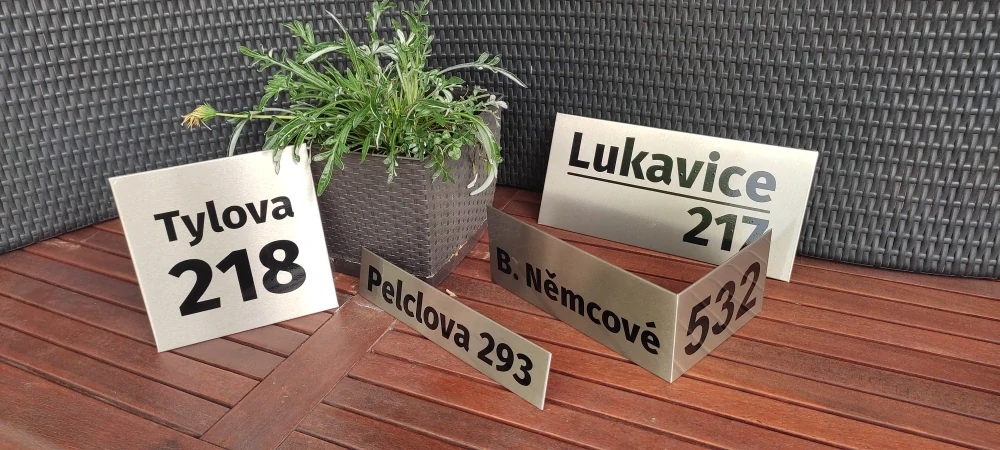 Tylova
218
Pelclova 293
B. Němcové
532
Lukavice
217